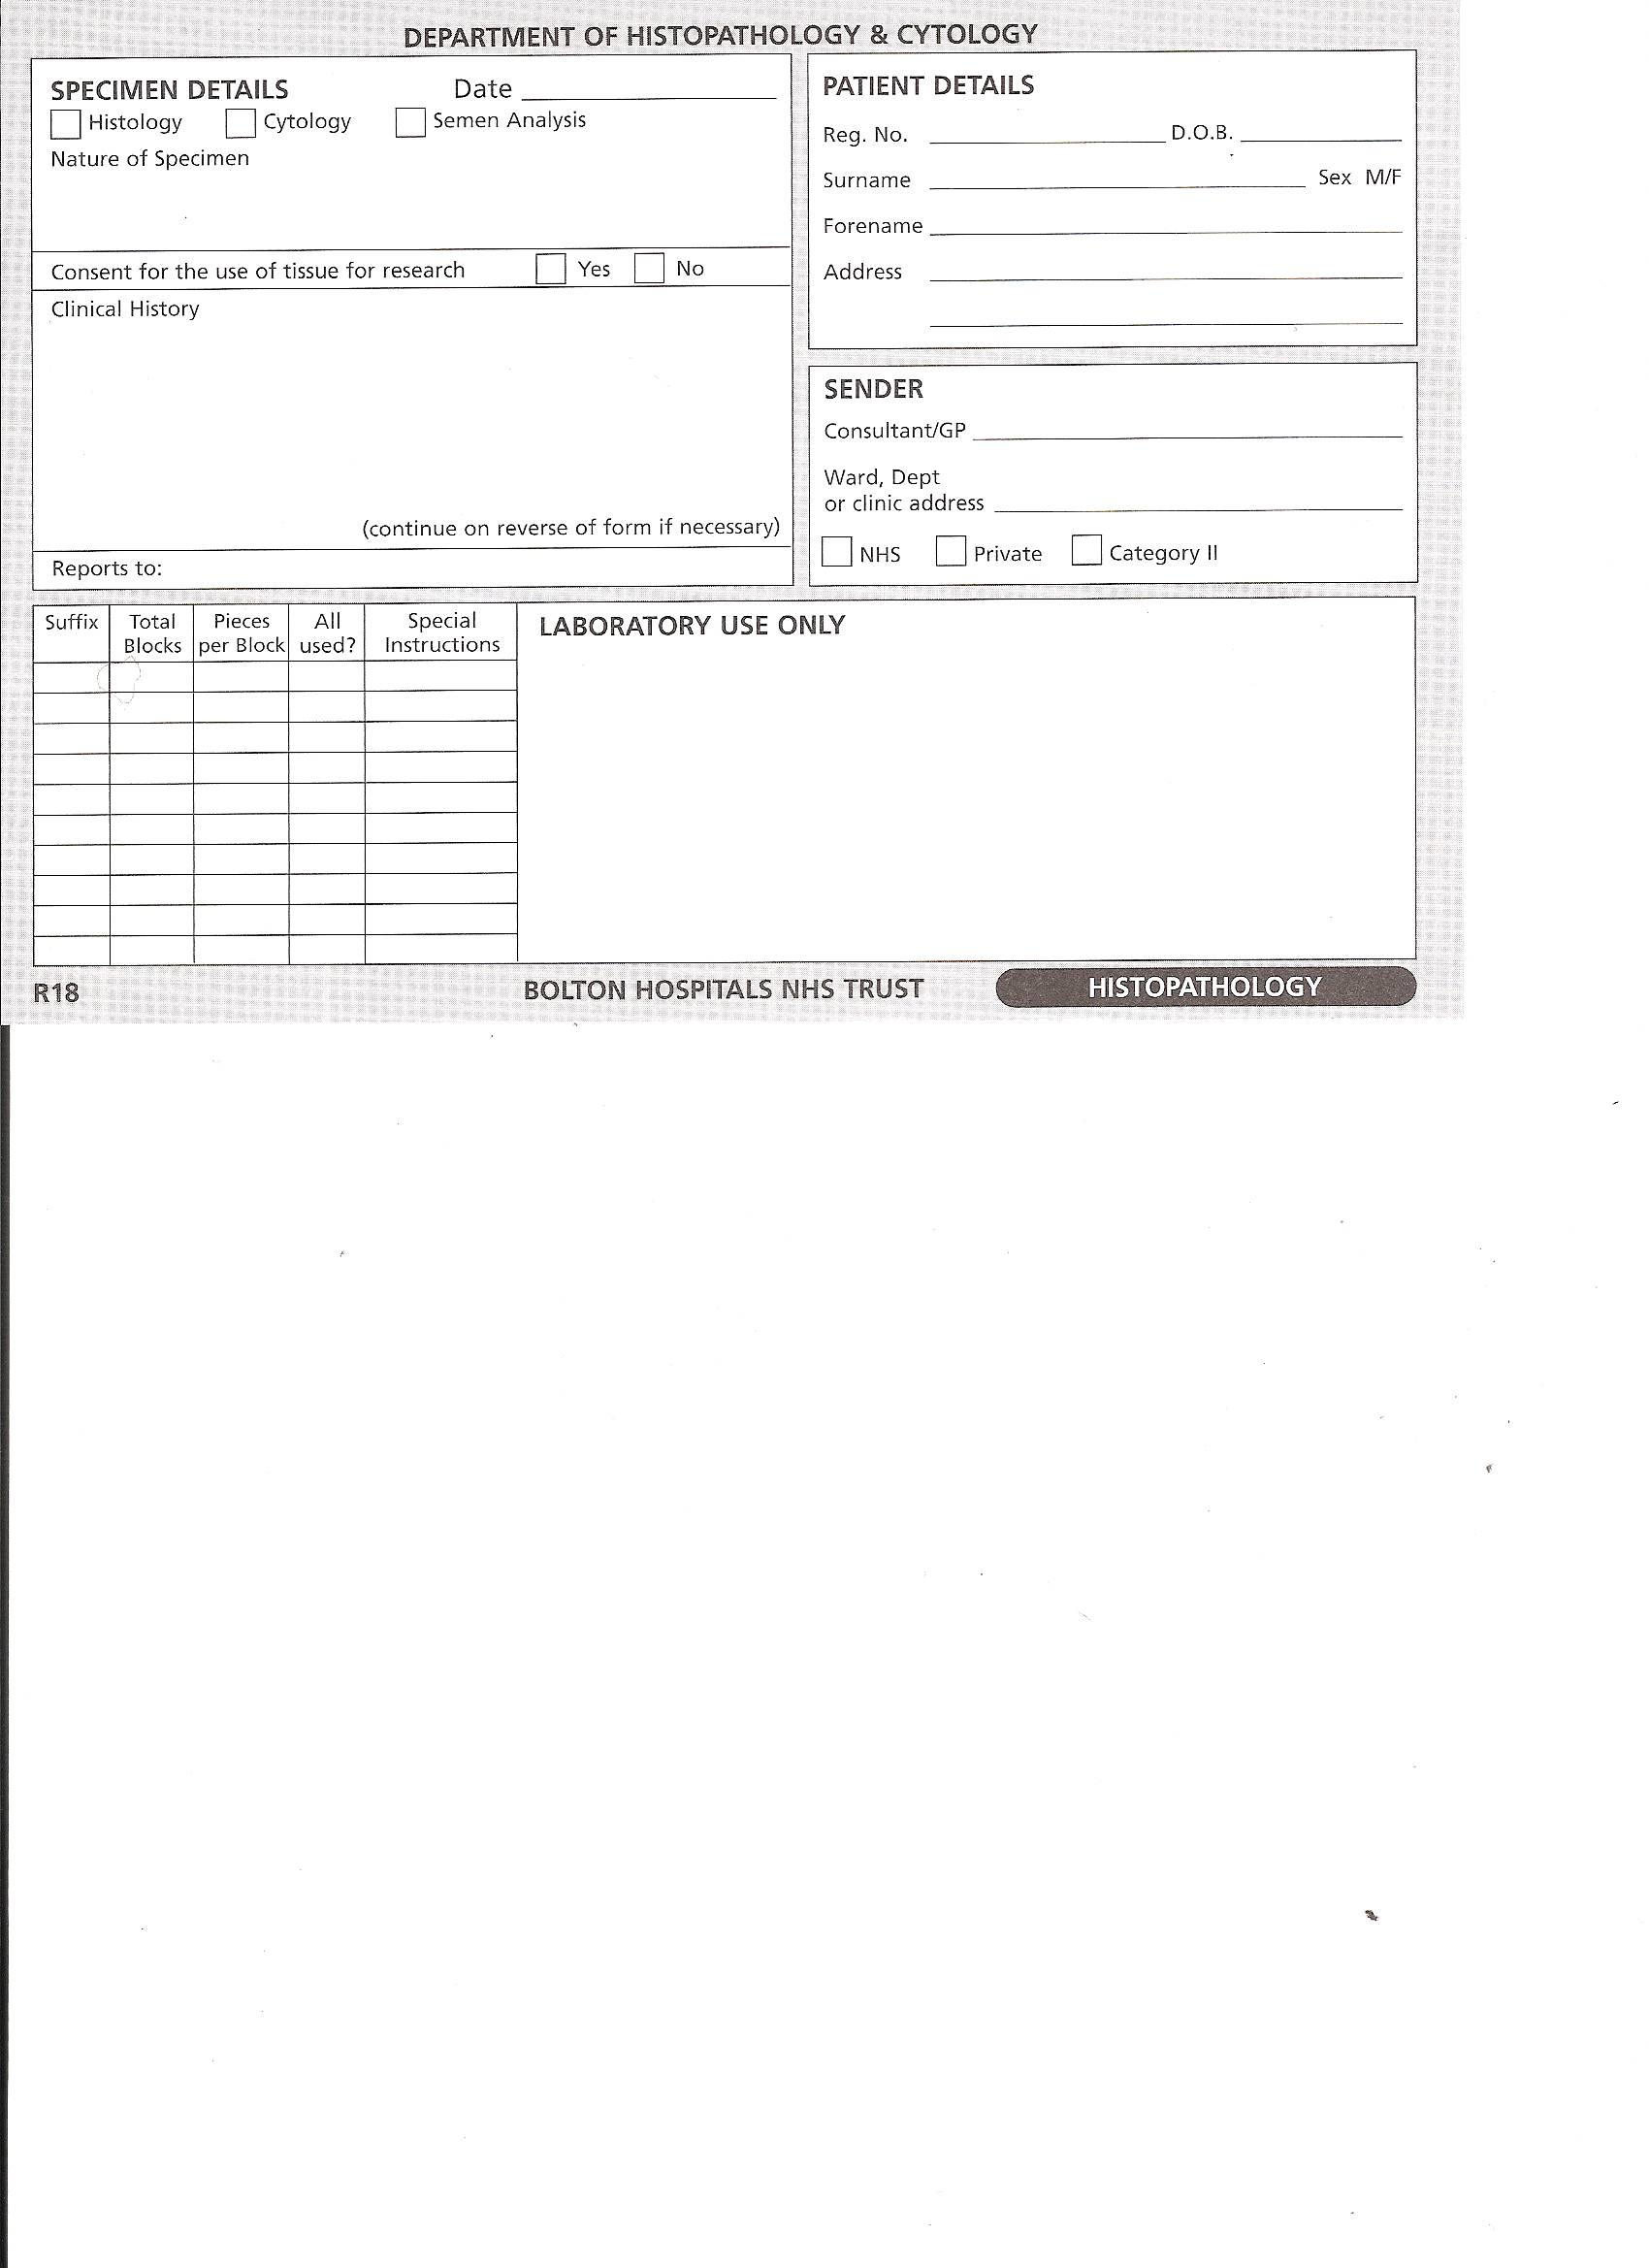 DEPARTMENT OF HISTOPATHOLOGY & CYTOLOGY
SPECIMEN DETAILS Date
Histology Cytology Semen Analysis
Nature of Specimen
Consent for the use of tissue for research Yes No
Clinical History
(continue on reverse of form if necessary)
Reports to:
PATIENT DETAILS
Reg. No. D.O.B.
Surname Sex M/F
Forename
Address
SENDER
Consultant/GP
Ward, Dept
or clinic address
NHS Private Category II
Suffix Total Pieces All Special
Blocks per Block used? Instructions
LABORATORY USE ONLY
R18 BOLTON HOSPITALS NHS TRUST HISTOPATHOLOGY